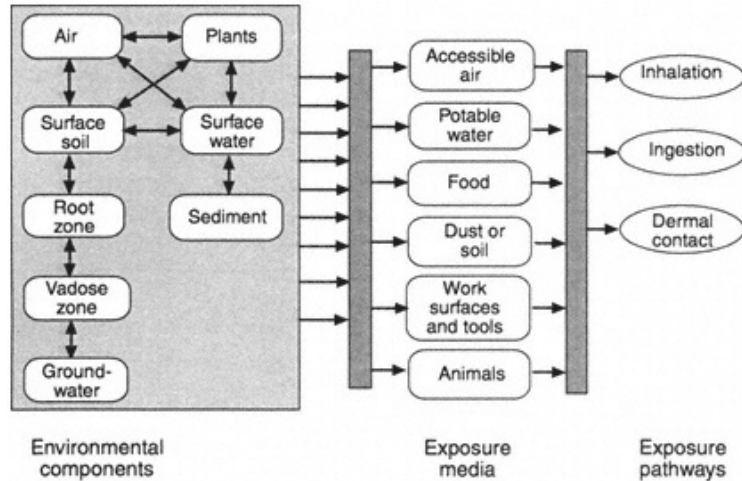 Air
Plants
Surface
soil
Surface
water
Root
zone
Sediment
Vadose
zone
Ground-
water
Accessible
air
Potable
water
Food
Dust or
soil
Work
surfaces
and tools
Animals
Inhalation
Ingestion
Dermal
contact
Environmental
components
Exposure
media
Exposure
pathways